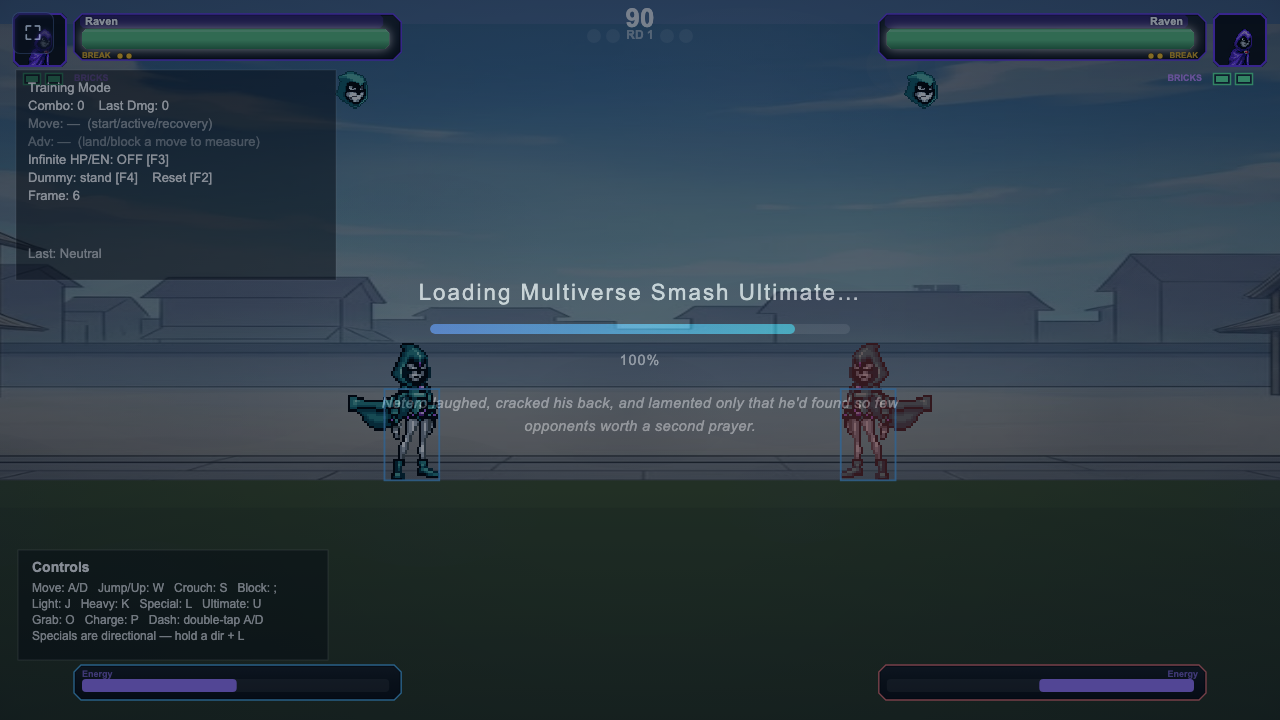 Raven
90
Raven
RD 1
BREAK
BREAK
BRICKS
BRICKS
Training Mode
Combo: 0 Last Dmg: 0
Move: — (start/active/recovery)
Adv: — (land/block a move to measure)
Infinite HP/EN: OFF [F3]
Dummy: stand [F4] Reset [F2]
Frame: 6
Last: Neutral
Loading Multiverse Smash Ultimate...
100%
laughed, cracked his back, and lamented only that he'd found so few
opponents worth a second prayer.
Controls
Move: A/D Jump/Up: W Crouch: S Block: ;
Light: J Heavy: K Special: L Ultimate: U
Grab: O Charge: P Dash: double-tap A/D
Specials are directional — hold a dir + L
Energy
Energy